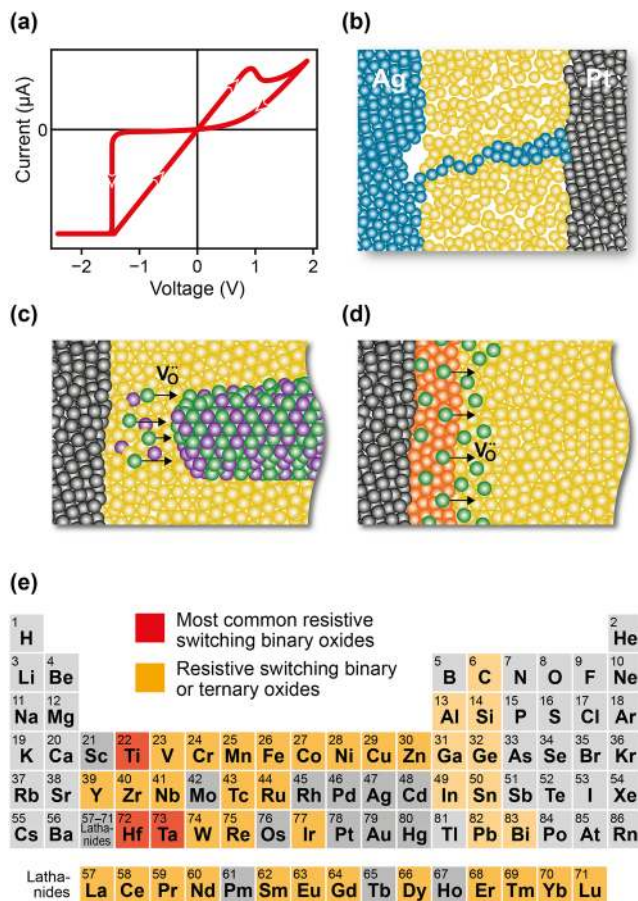 (a)
Current (μA)
0
−2 −1 0 1 2
Voltage (V)
(b)
Ag Pt
(c)
V_O^··
(d)
V_O^··
(e)
Most common resistive
switching binary oxides
Resistive switching binary
or ternary oxides
1 2
H He
3 4 5 6 7 8 9 10
Li Be B C N O F Ne
11 12 13 14 15 16 17 18
Na Mg Al Si P S Cl Ar
19 20 21 22 23 24 25 26 27 28 29 30 31 32 33 34 35 36
K Ca Sc Ti V Cr Mn Fe Co Ni Cu Zn Ga Ge As Se Br Kr
37 38 39 40 41 42 43 44 45 46 47 48 49 50 51 52 53 54
Rb Sr Y Zr Nb Mo Tc Ru Rh Pd Ag Cd In Sn Sb Te I Xe
55 56 57–71 72 73 74 75 76 77 78 79 80 81 82 83 84 85 86
Cs Ba Latha- Hf Ta W Re Os Ir Pt Au Hg Tl Pb Bi Po At Rn
nides
57 58 59 60 61 62 63 64 65 66 67 68 69 70 71
Latha- La Ce Pr Nd Pm Sm Eu Gd Tb Dy Ho Er Tm Yb Lu
nides